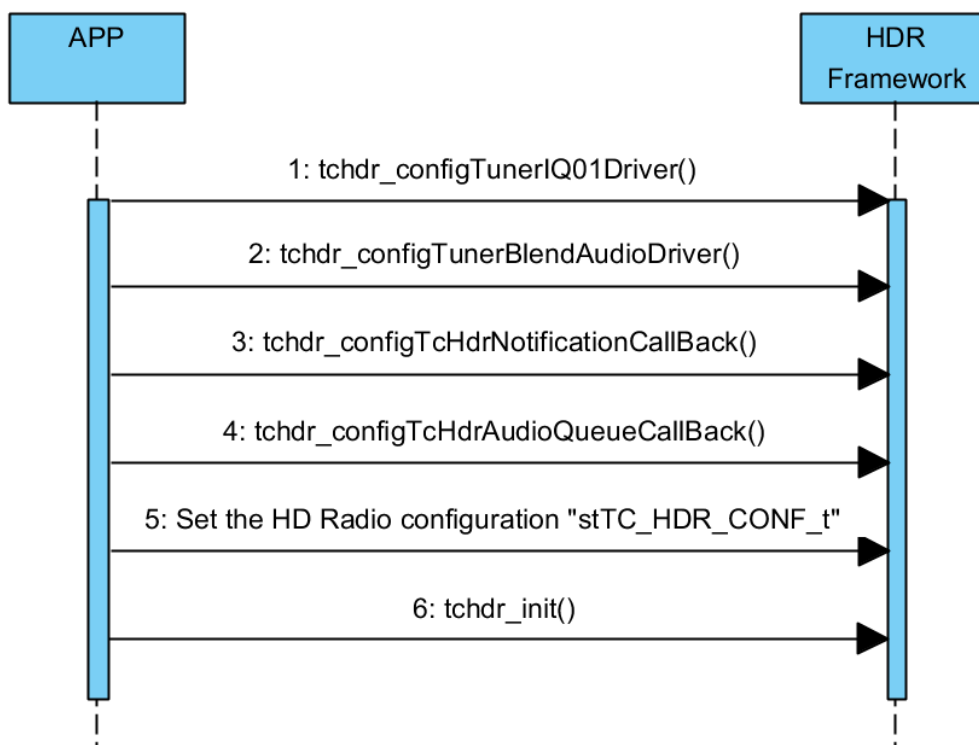 APP
HDR
Framework
1: tchdr_configTunerIQ01Driver()
2: tchdr_configTunerBlendAudioDriver()
3: tchdr_configTcHdrNotificationCallBack()
4: tchdr_configTcHdrAudioQueueCallBack()
5: Set the HD Radio configuration "stTC_HDR_CONF_t"
6: tchdr_init()